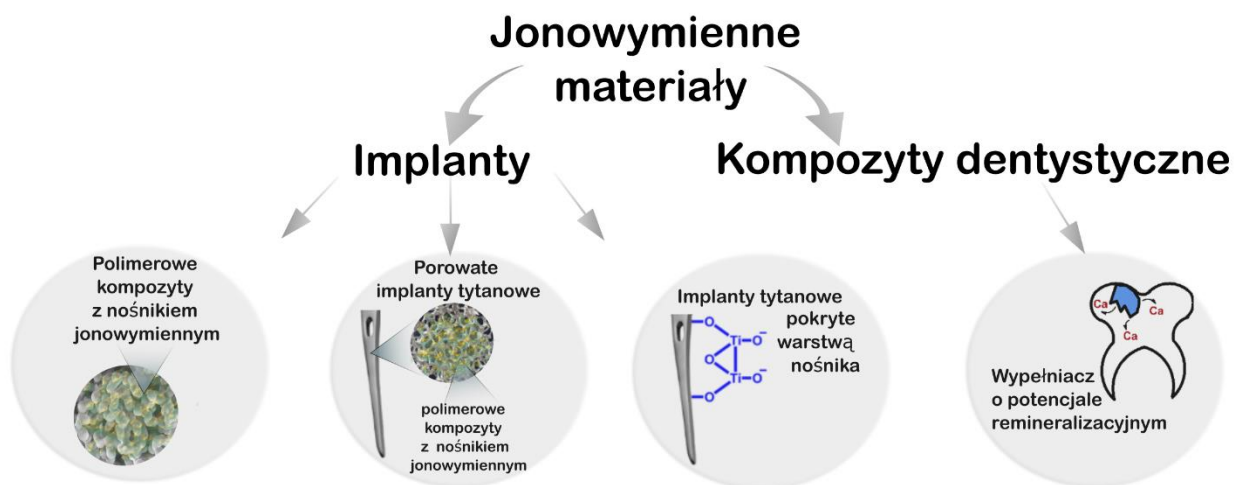 Jonowymienne
materiały
Implanty
Kompozyty dentystyczne
Polimerowe
kompozyty
z nośnikiem
jonowymiennym
Porowate
implanty tytanowe
polimerowe
kompozyty
z nośnikiem
jonowymiennym
Implanty tytanowe
pokryte
warstwą
nośnika
O
Ti-O⁻
O
Ti-O⁻
O
Ca
Ca
Ca
Wypełniacz
o potencjale
remineralizacyjnym